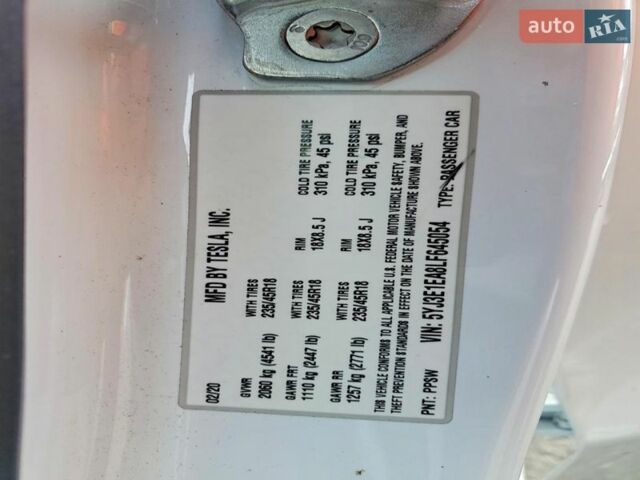 auto RIA
MFD BY TESLA, INC.
02/20
GVWR
2060 kg (4541 lb)
WITH TIRES
235/45R18
RIM
18X8.5 J
COLD TIRE PRESSURE
310 kPa, 45 psi
GAWR FRT
1110 kg (2447 lb)
WITH TIRES
235/45R18
GAWR RR
1257 kg (2771 lb)
WITH TIRES
235/45R18
RIM
18X8.5 J
COLD TIRE PRESSURE
310 kPa, 45 psi
THIS VEHICLE CONFORMS TO ALL APPLICABLE U.S. FEDERAL MOTOR VEHICLE SAFETY, BUMPER, AND
THEFT PREVENTION STANDARDS IN EFFECT ON THE DATE OF MANUFACTURE SHOWN ABOVE.
VIN: 5YJ3E1EA8LF645054
TYPE: PASSENGER CAR
PNT: PPSW